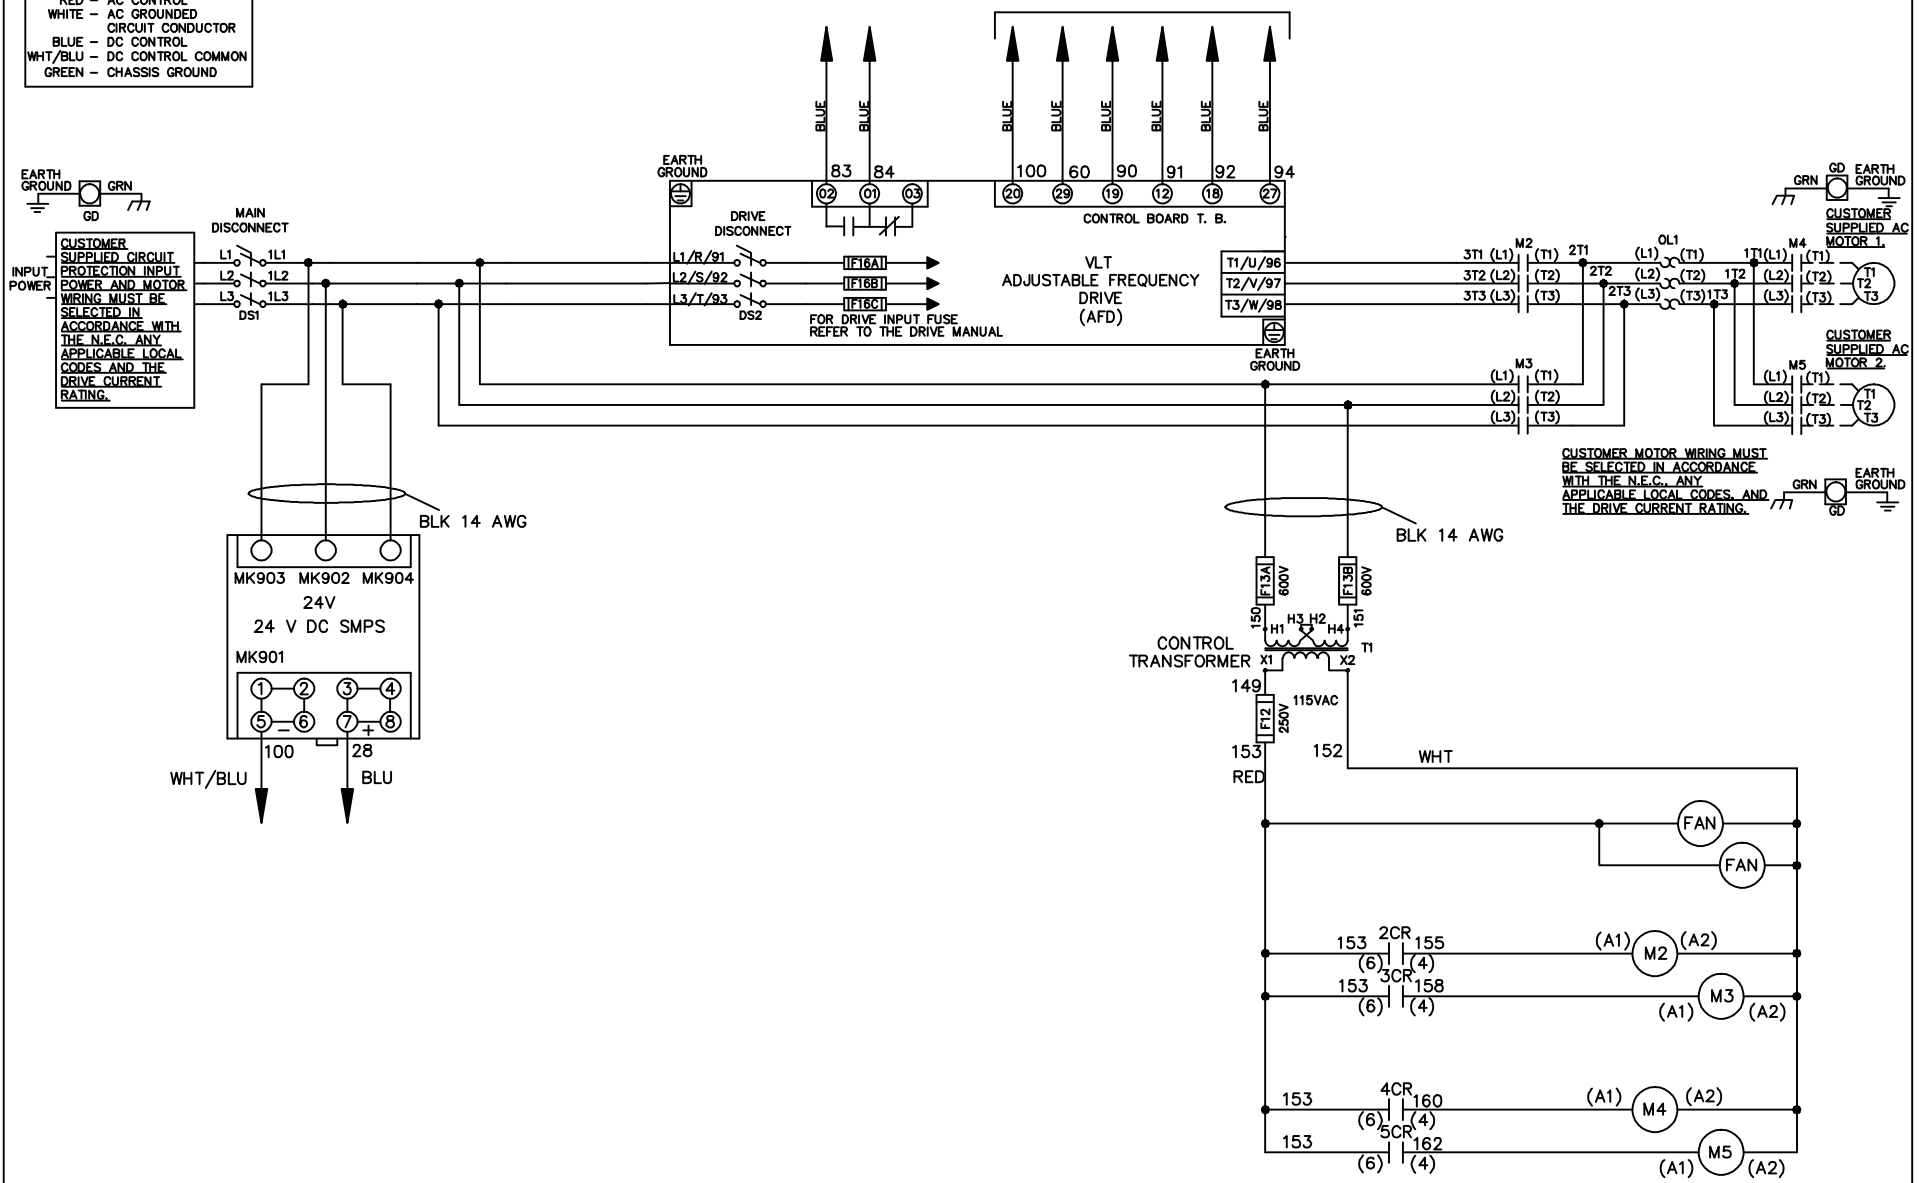 RED – AC CONTROL
WHITE – AC GROUNDED
CIRCUIT CONDUCTOR
BLUE – DC CONTROL
WHT/BLU – DC CONTROL COMMON
GREEN – CHASSIS GROUND
BLUE
BLUE
BLUE
BLUE
BLUE
BLUE
BLUE
BLUE
EARTH
GROUND
GRN
GD
MAIN
DISCONNECT
CUSTOMER
SUPPLIED CIRCUIT
PROTECTION INPUT
POWER AND MOTOR
WIRING MUST BE
SELECTED IN
ACCORDANCE WITH
THE N.E.C. ANY
APPLICABLE LOCAL
CODES AND THE
DRIVE CURRENT
RATING.
INPUT
POWER
L1 1L1
L2 1L2
L3 1L3
DS1
EARTH
GROUND
83 84
02 01 03
100 60 90 91 92 94
20 29 19 12 18 27
CONTROL BOARD T. B.
DRIVE
DISCONNECT
L1/R/91
L2/S/92
L3/T/93
DS2
F16A
F16B
F16C
FOR DRIVE INPUT FUSE
REFER TO THE DRIVE MANUAL
VLT
ADJUSTABLE FREQUENCY
DRIVE
(AFD)
T1/U/96
T2/V/97
T3/W/98
EARTH
GROUND
M2
3T1 (L1) (T1) 2T1
3T2 (L2) (T2) 2T2
3T3 (L3) (T3) 2T3
OL1
(L1) (T1) 1T1
(L2) (T2) 1T2
(L3) (T3) 1T3
M4
(L1) (T1)
(L2) (T2)
(L3) (T3)
T1
T2
T3
GRN
GD
EARTH
GROUND
CUSTOMER
SUPPLIED AC
MOTOR 1.
M3
(L1) (T1)
(L2) (T2)
(L3) (T3)
CUSTOMER
SUPPLIED AC
MOTOR 2.
M5
(L1) (T1)
(L2) (T2)
(L3) (T3)
T1
T2
T3
CUSTOMER MOTOR WIRING MUST
BE SELECTED IN ACCORDANCE
WITH THE N.E.C., ANY
APPLICABLE LOCAL CODES, AND
THE DRIVE CURRENT RATING.
GRN
GD
EARTH
GROUND
BLK 14 AWG
MK903 MK902 MK904
24V
24 V DC SMPS
MK901
1 2 3 4
5 6 7 8
– +
100 28
WHT/BLU BLU
BLK 14 AWG
F13A
600V
F13B
600V
150
151
H1 H3 H2 H4
T1
CONTROL
TRANSFORMER
X1 X2
149
115VAC
F12
250V
153 152
RED
WHT
FAN
FAN
2CR
153 155
(6) (4)
(A1) M2 (A2)
3CR
153 158
(6) (4)
(A1) M3 (A2)
4CR
153 160
(6) (4)
(A1) M4 (A2)
5CR
153 162
(6) (4)
(A1) M5 (A2)